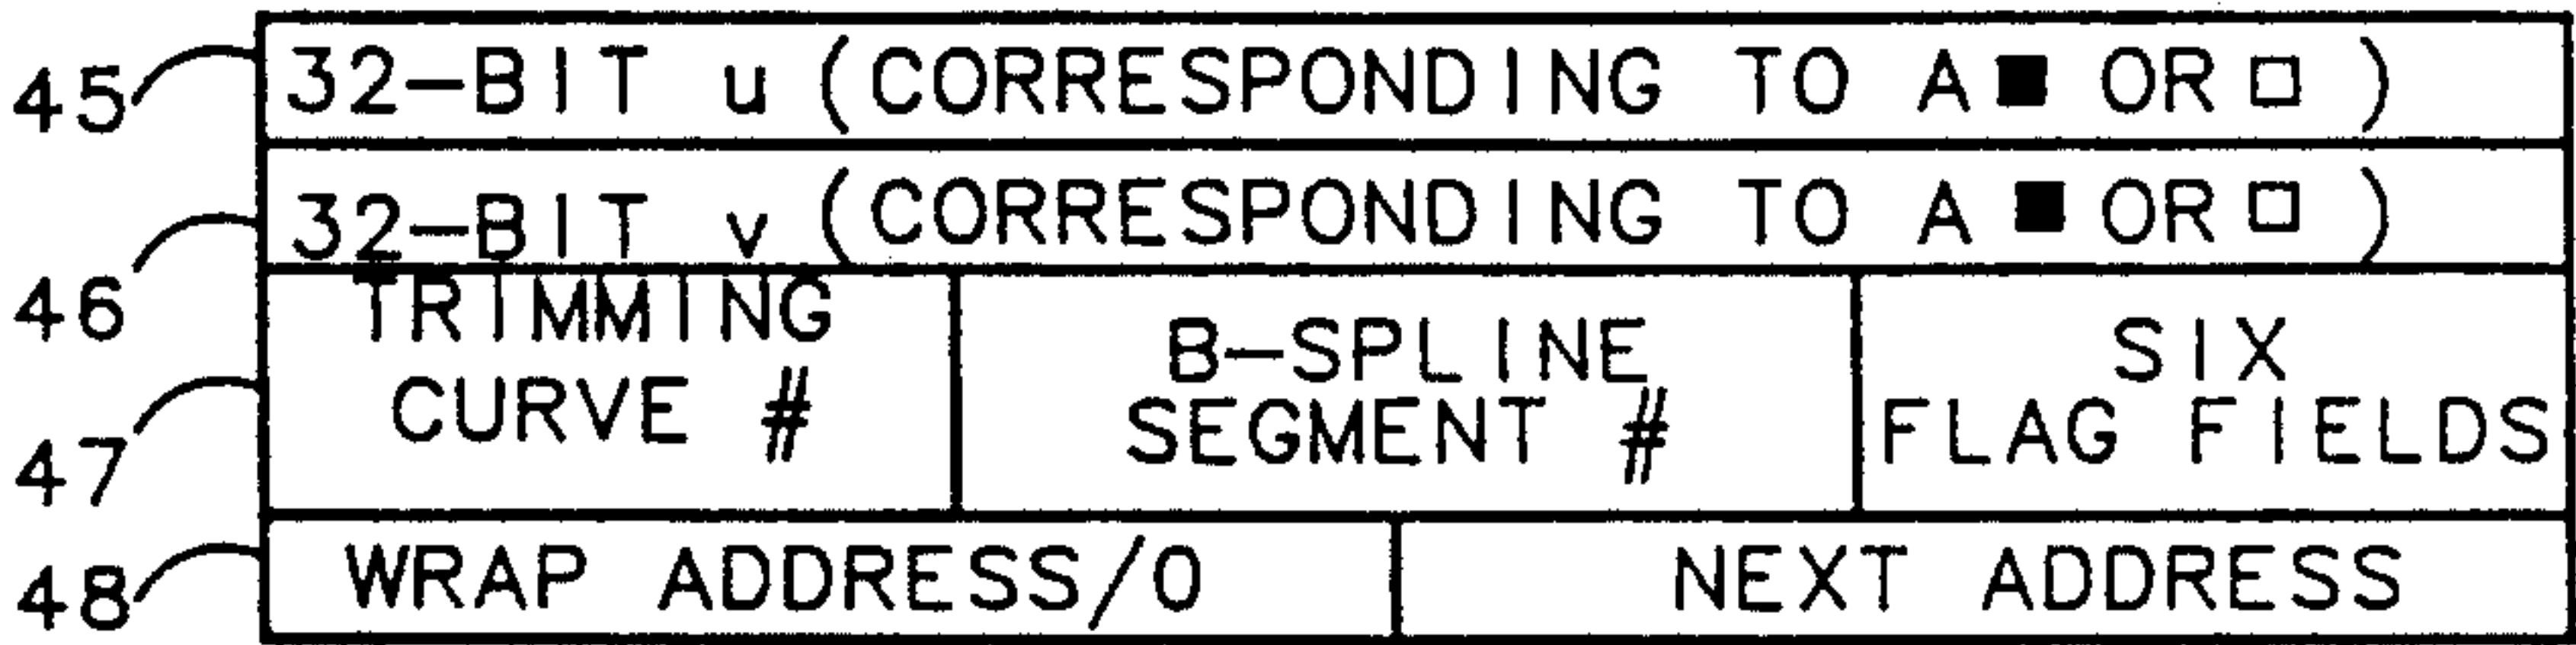 45 32-BIT u (CORRESPONDING TO A ■ OR □ )
46 32-BIT v (CORRESPONDING TO A ■ OR □ )
47 TRIMMING CURVE # B-SPLINE SEGMENT # SIX FLAG FIELDS
48 WRAP ADDRESS/0 NEXT ADDRESS